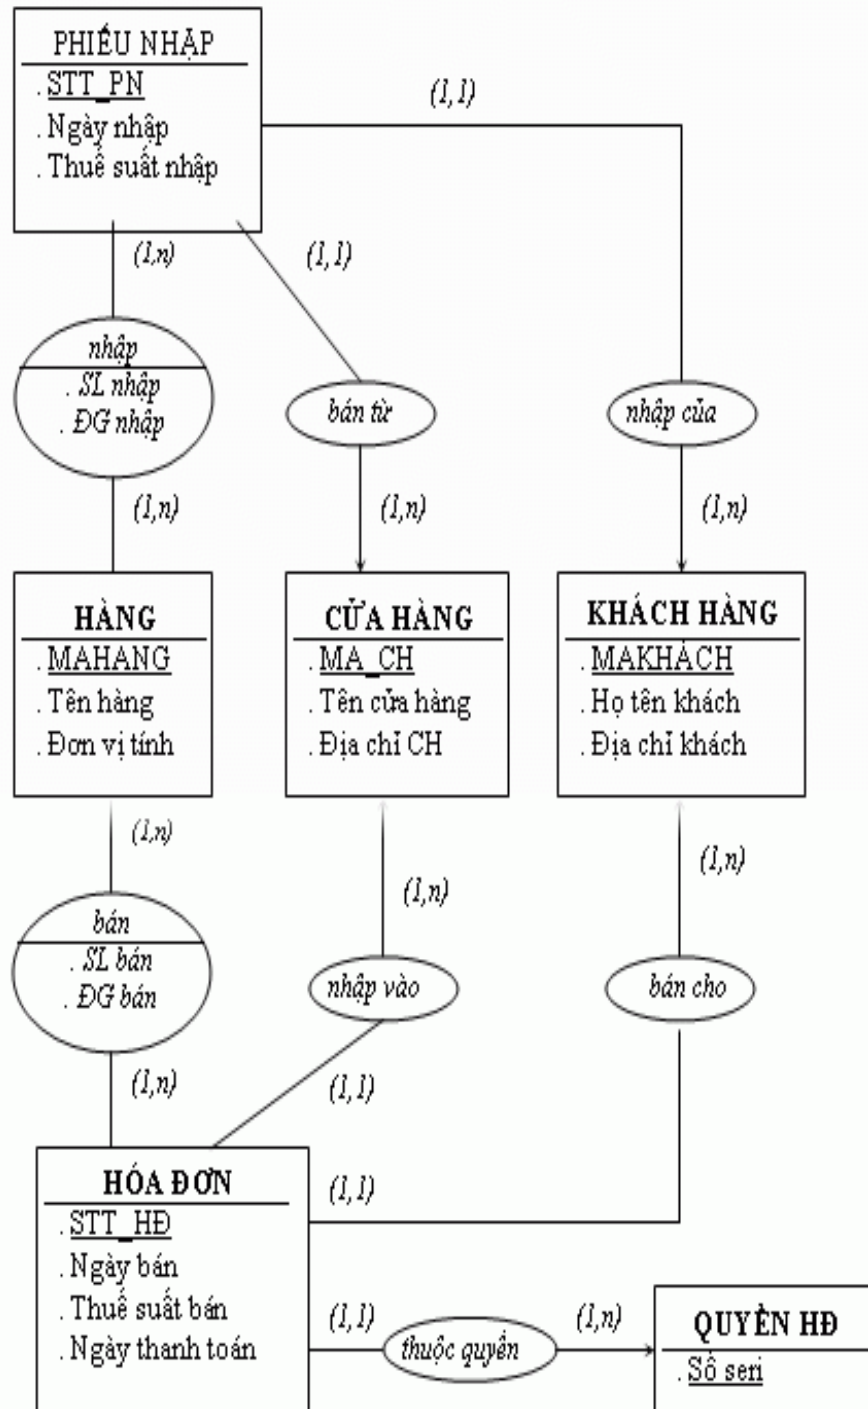 PHIẾU NHẬP
. STT_PN
. Ngày nhập
. Thuế suất nhập
(1,1)
(1,n)
(1,1)
nhập
. SL nhập
. ĐG nhập
bán từ
nhập của
(1,n)
(1,n)
(1,n)
HÀNG
. MAHANG
. Tên hàng
. Đơn vị tính
CỬA HÀNG
. MA_CH
. Tên cửa hàng
. Địa chỉ CH
KHÁCH HÀNG
. MAKHÁCH
. Họ tên khách
. Địa chỉ khách
(1,n)
(1,n)
(1,n)
bán
. SL bán
. ĐG bán
nhập vào
bán cho
(1,n)
(1,1)
HÓA ĐƠN
. STT_HĐ
. Ngày bán
. Thuế suất bán
. Ngày thanh toán
(1,1)
(1,1)
thuộc quyển
(1,n)
QUYỀN HĐ
. Số seri